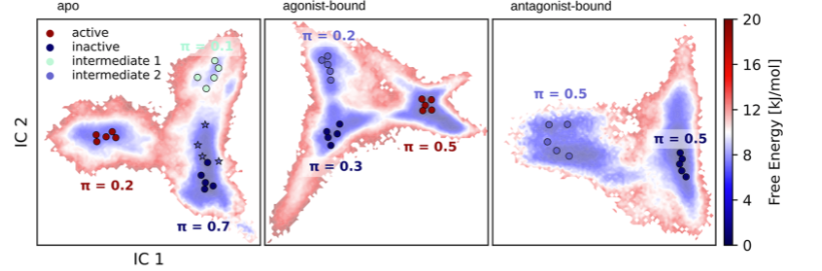 apo
agonist-bound
antagonist-bound
active
inactive
intermediate 1
intermediate 2
π = 0.1
π = 0.2
π = 0.7
π = 0.2
π = 0.5
π = 0.3
π = 0.5
π = 0.5
IC 2
IC 1
20
16
12
8
4
0
Free Energy [kJ/mol]